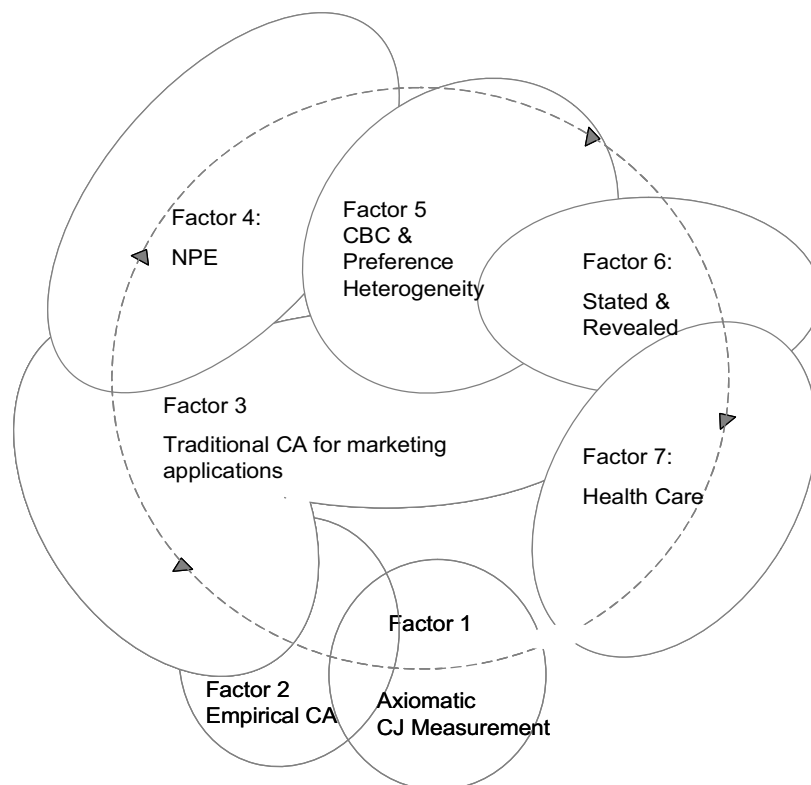 Factor 4:
NPE
Factor 5
CBC &
Preference
Heterogeneity
Factor 6:
Stated &
Revealed
Factor 3
Traditional CA for marketing
applications
Factor 7:
Health Care
Factor 1
Axiomatic
CJ Measurement
Factor 2
Empirical CA